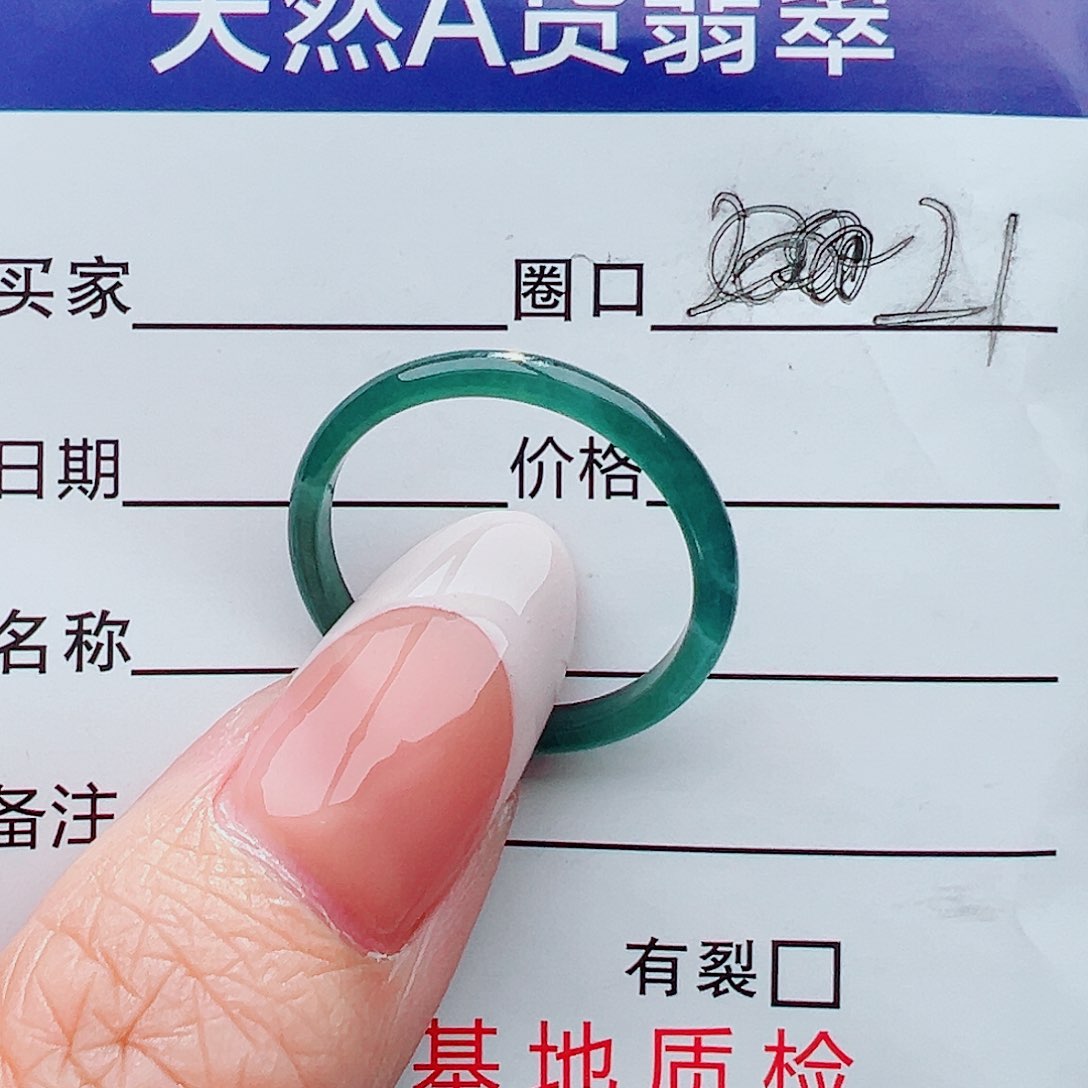 天然A货翡翠
买家 圈口 21
日期 价格
名称
备注
有裂
基地质检